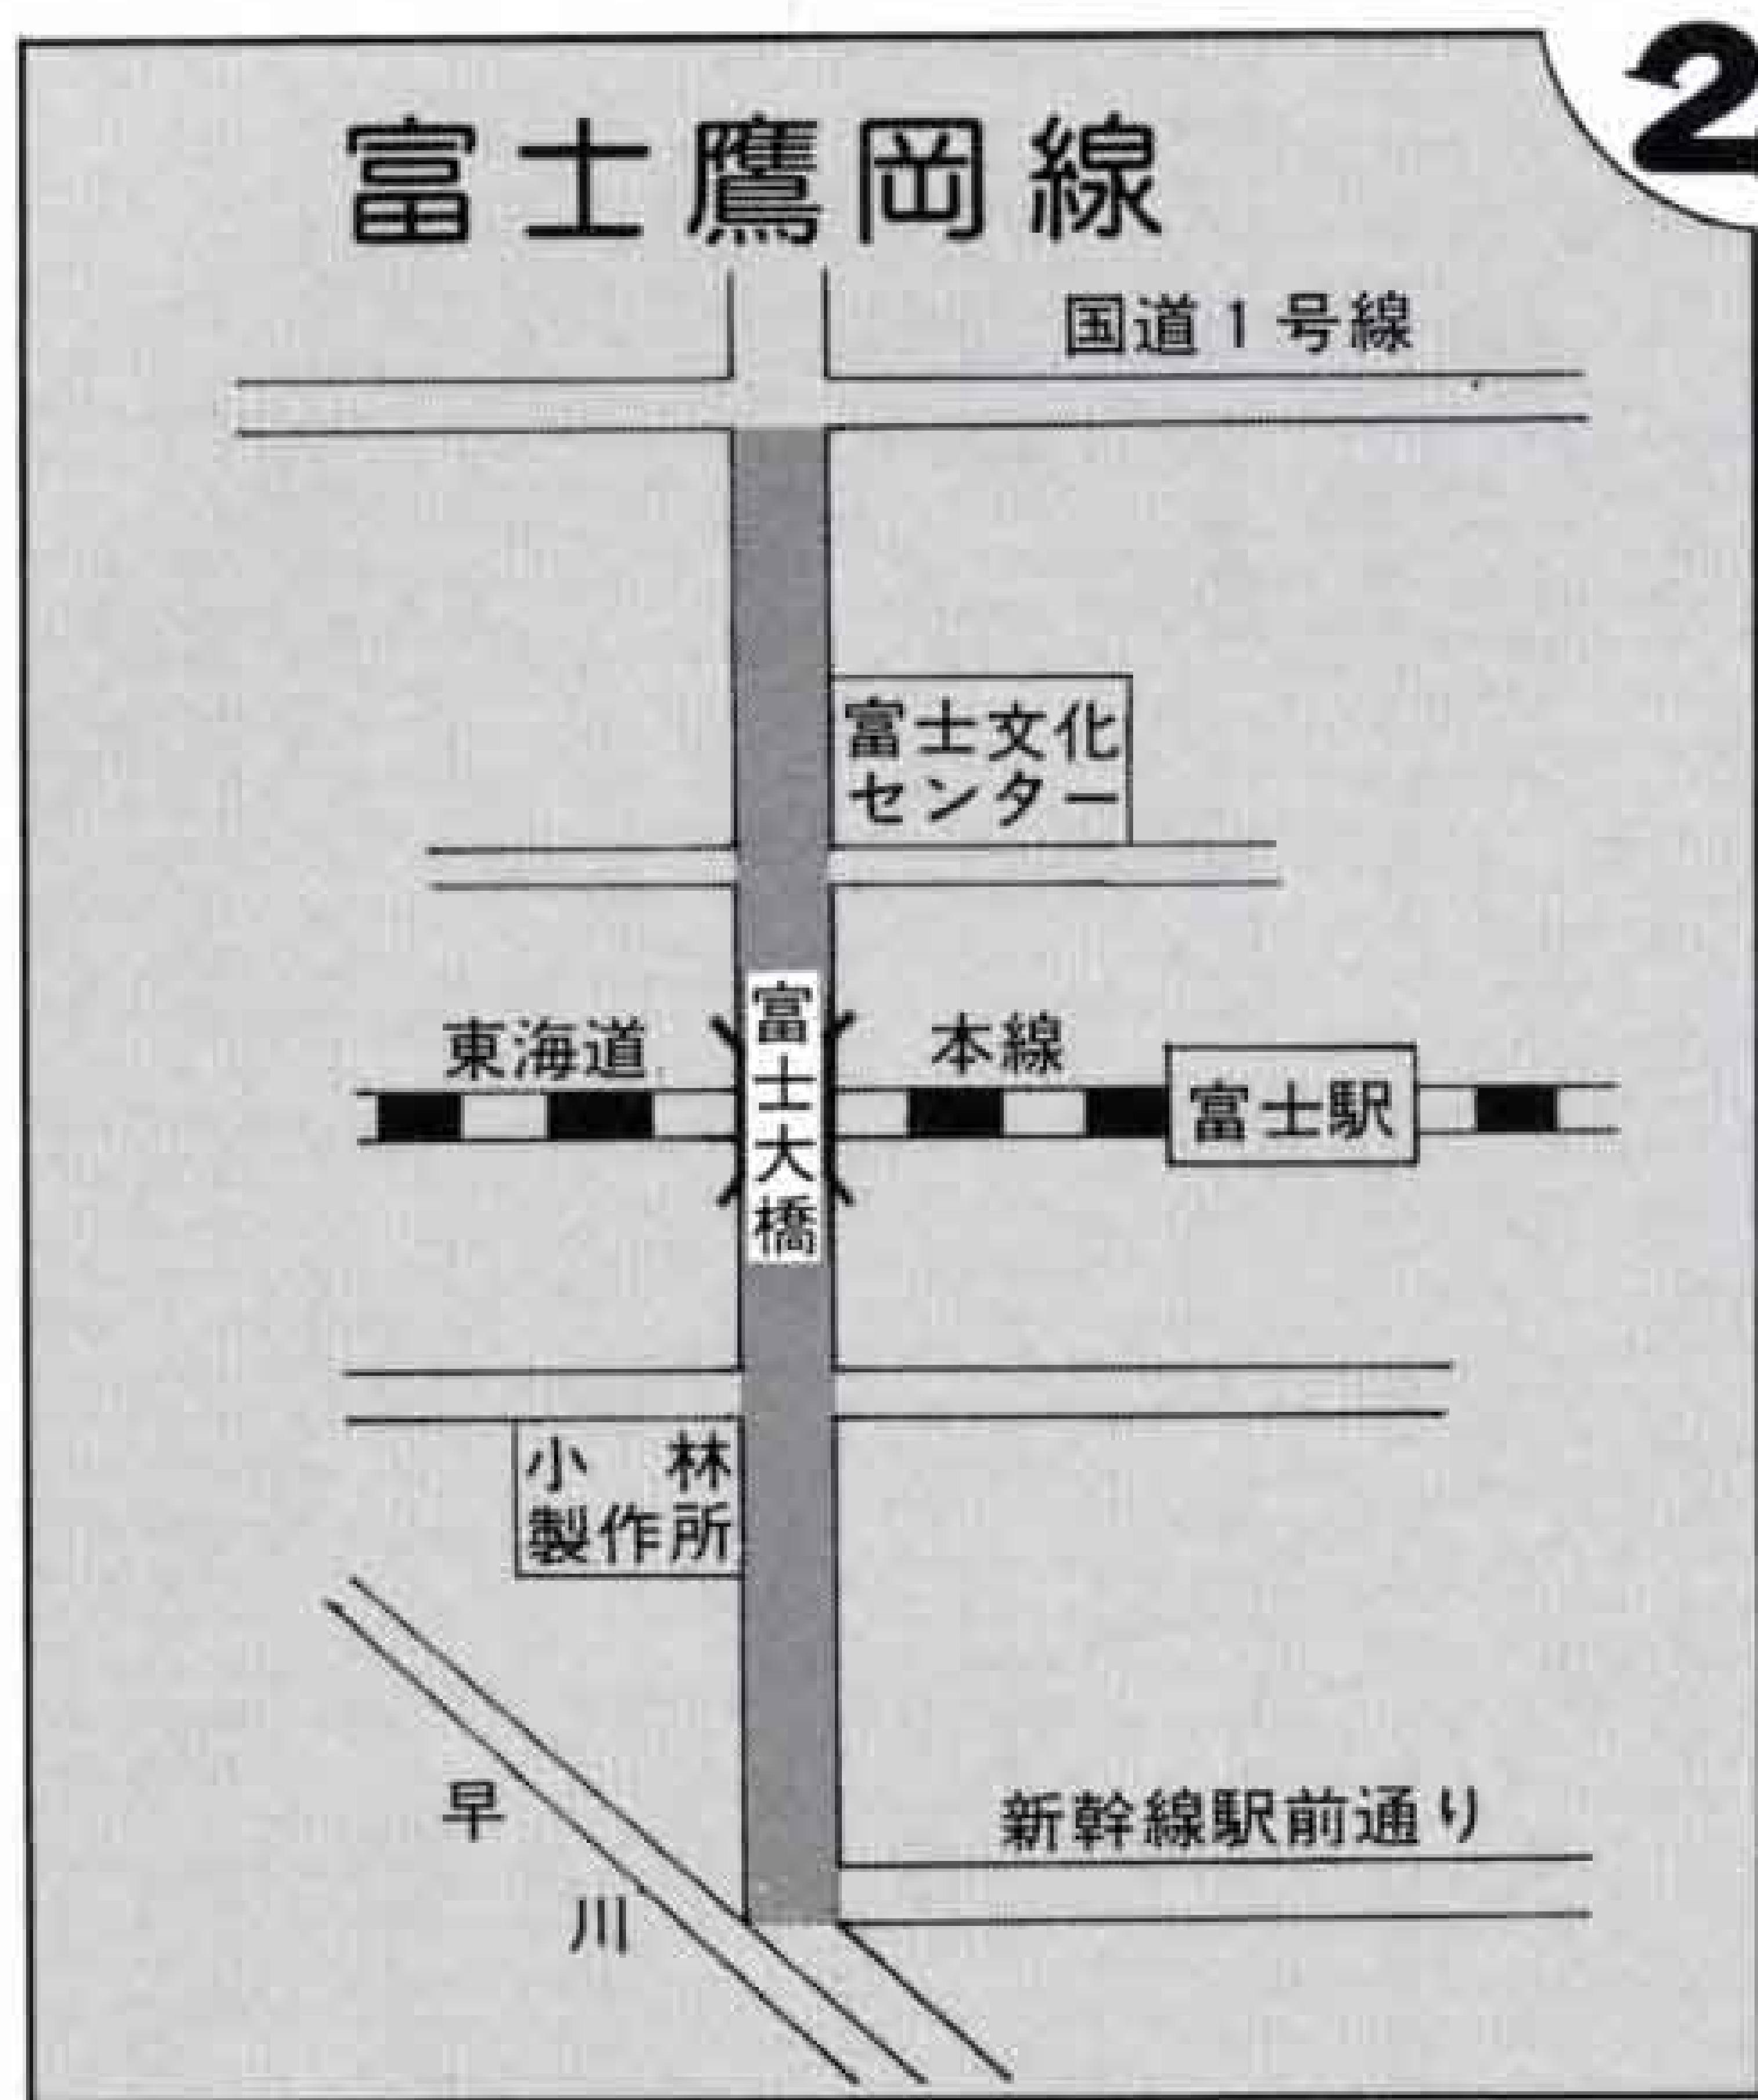 2
富士鷹岡線
国道1号線
富士文化
センター
富士大橋
東海道
本線
富士駅
小 林
製作所
早
川
新幹線駅前通り